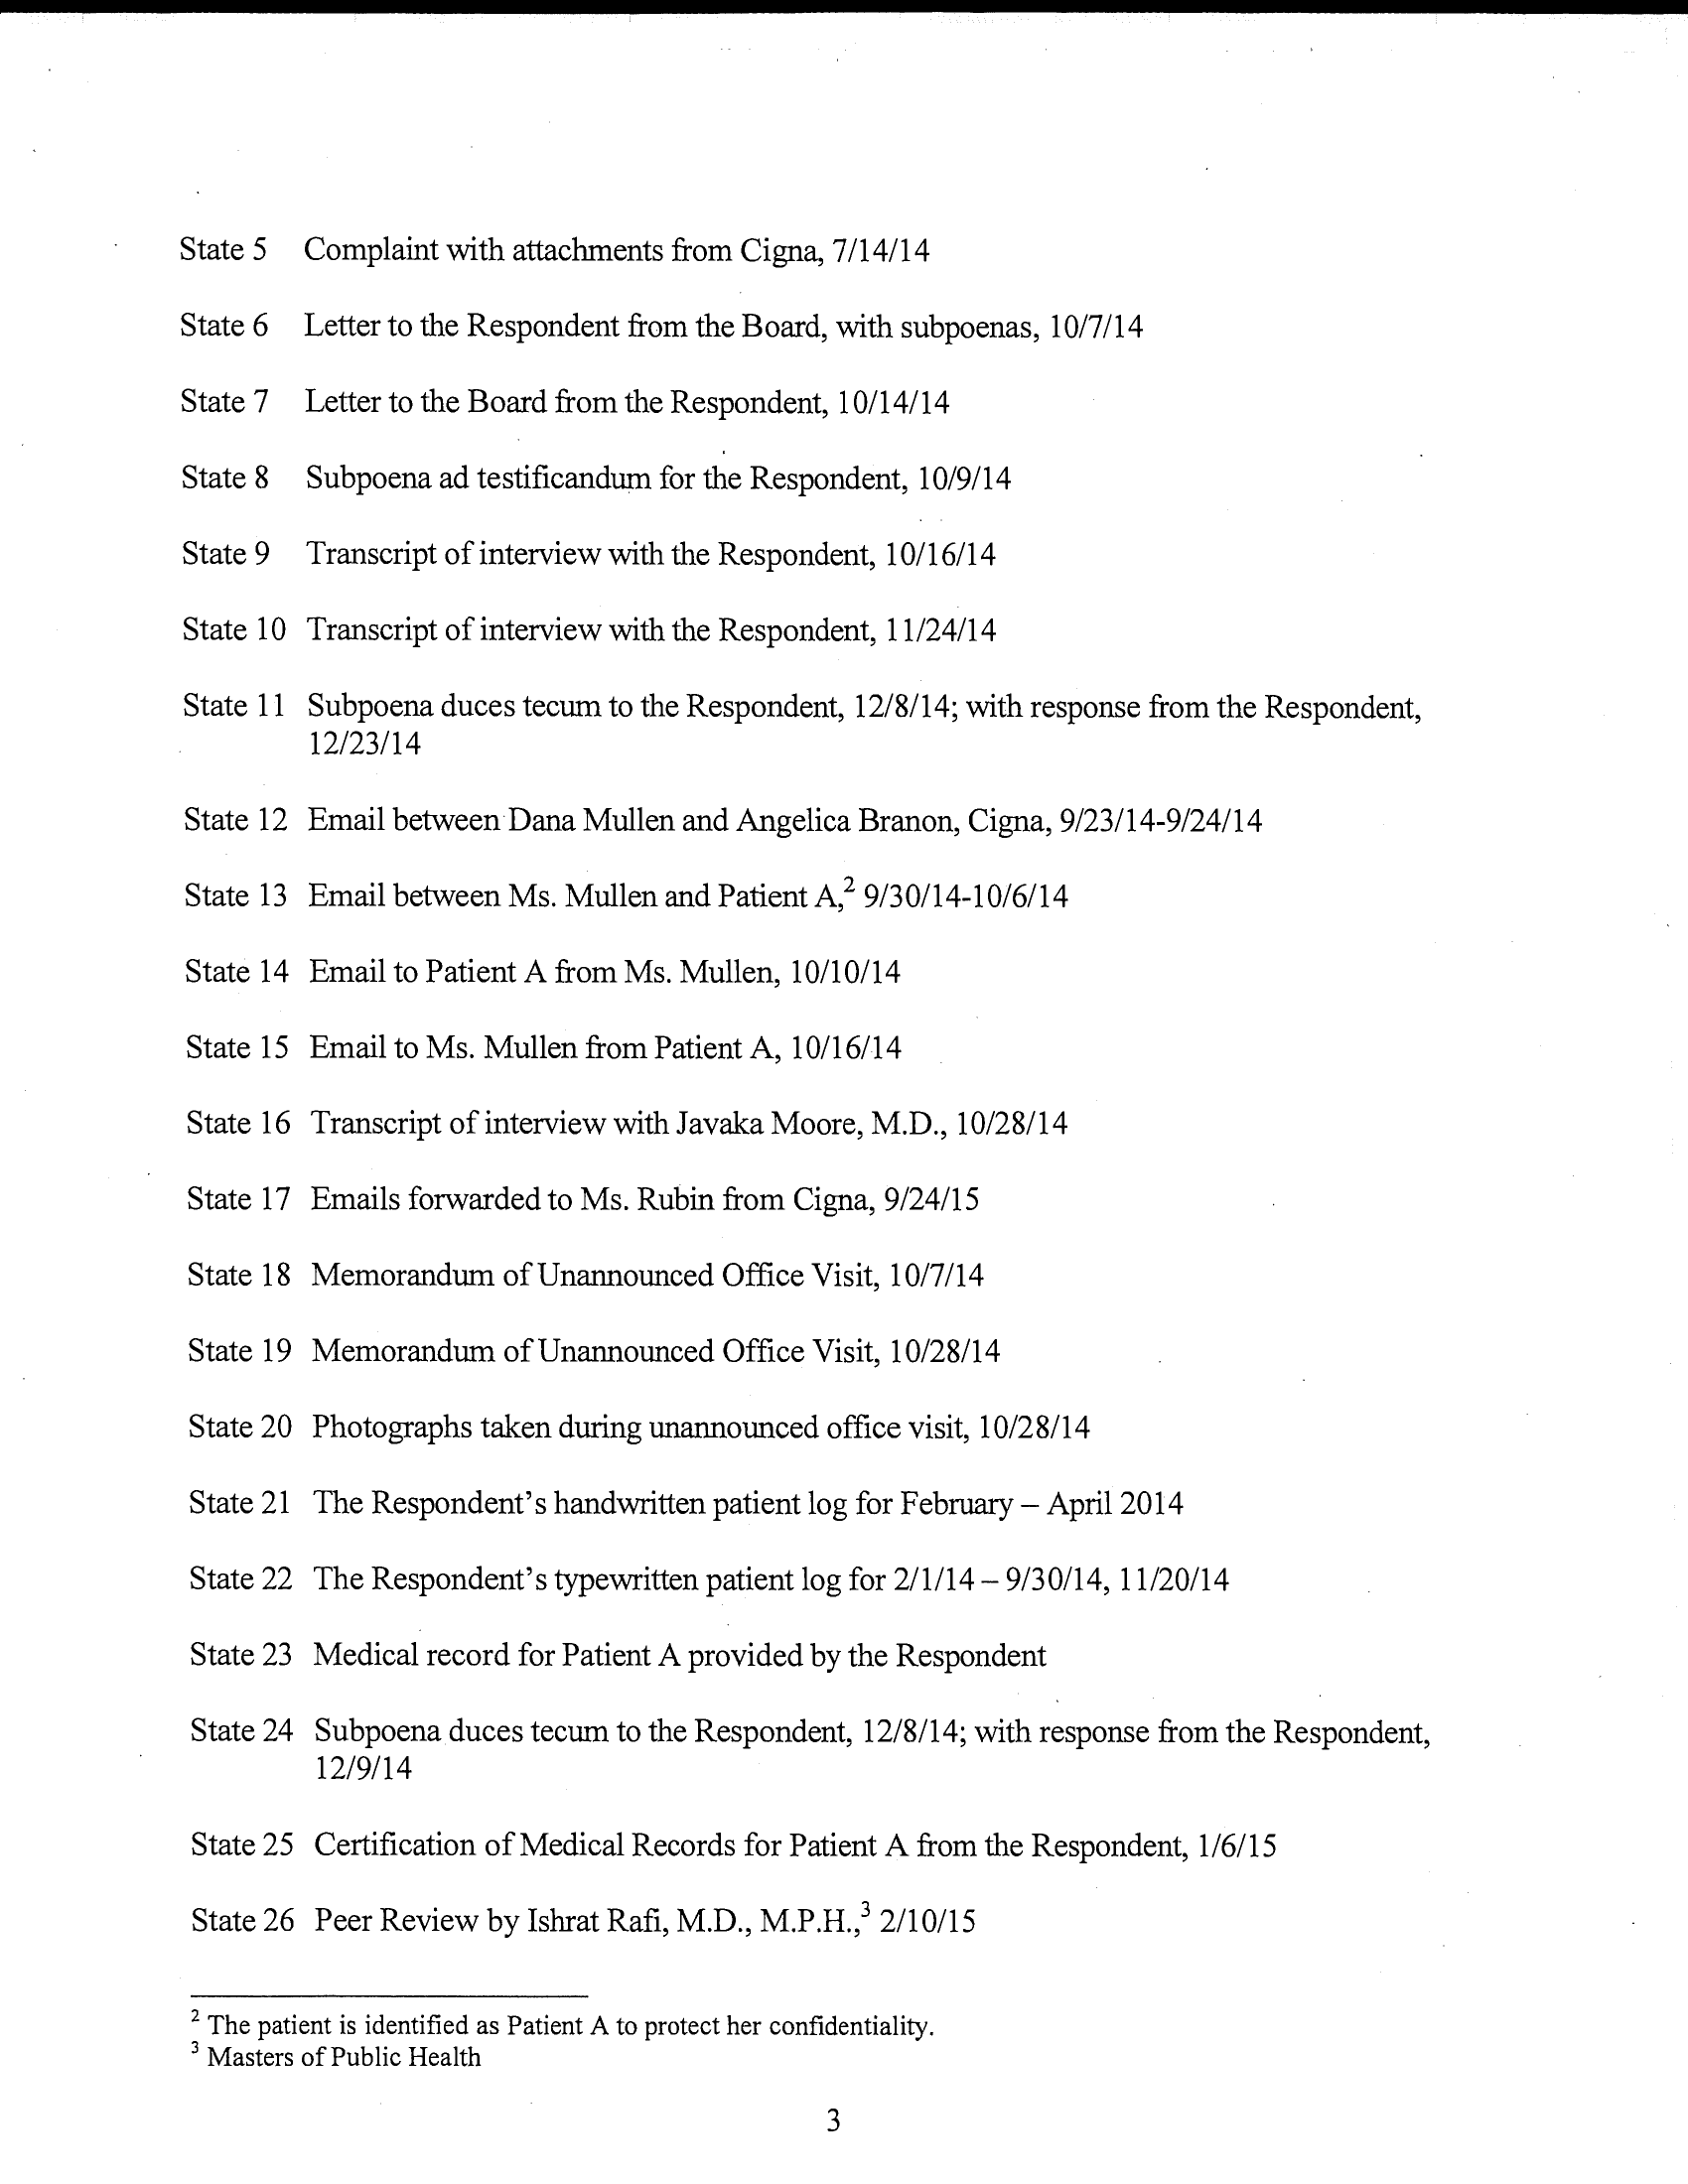 State 5 Complaint with attachments from Cigna, 7/14/14
State 6 Letter to the Respondent from the Board, with subpoenas, 10/7/14
State 7 Letter to the Board from the Respondent, 10/14/14
State 8 Subpoena ad testificandum for the Respondent, 10/9/14
State 9 Transcript of interview with the Respondent, 10/16/14
State 10 Transcript of interview with the Respondent, 11/24/14
State 11 Subpoena duces tecum to the Respondent, 12/8/14; with response from the Respondent,
12/23/14
State 12 Email between Dana Mullen and Angelica Branon, Cigna, 9/23/14-9/24/14
State 13 Email between Ms. Mullen and Patient A,² 9/30/14-10/6/14
State 14 Email to Patient A from Ms. Mullen, 10/10/14
State 15 Email to Ms. Mullen from Patient A, 10/16/14
State 16 Transcript of interview with Javaka Moore, M.D., 10/28/14
State 17 Emails forwarded to Ms. Rubin from Cigna, 9/24/15
State 18 Memorandum of Unannounced Office Visit, 10/7/14
State 19 Memorandum of Unannounced Office Visit, 10/28/14
State 20 Photographs taken during unannounced office visit, 10/28/14
State 21 The Respondent's handwritten patient log for February – April 2014
State 22 The Respondent's typewritten patient log for 2/1/14 – 9/30/14, 11/20/14
State 23 Medical record for Patient A provided by the Respondent
State 24 Subpoena duces tecum to the Respondent, 12/8/14; with response from the Respondent,
12/9/14
State 25 Certification of Medical Records for Patient A from the Respondent, 1/6/15
State 26 Peer Review by Ishrat Rafi, M.D., M.P.H.,³ 2/10/15
² The patient is identified as Patient A to protect her confidentiality.
³ Masters of Public Health
3